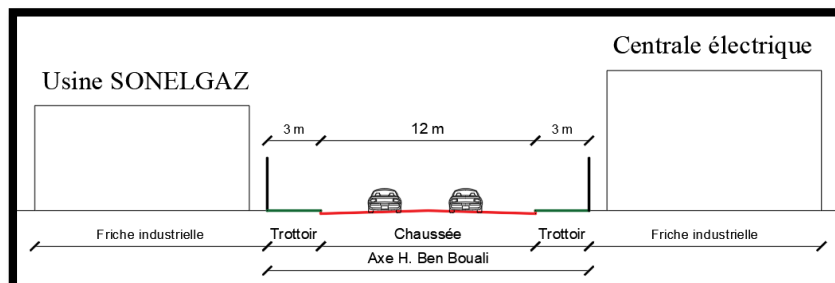 Centrale électrique
Usine SONELGAZ
3 m
12 m
3 m
Friche industrielle
Trottoir
Chaussée
Trottoir
Friche industrielle
Axe H. Ben Bouali